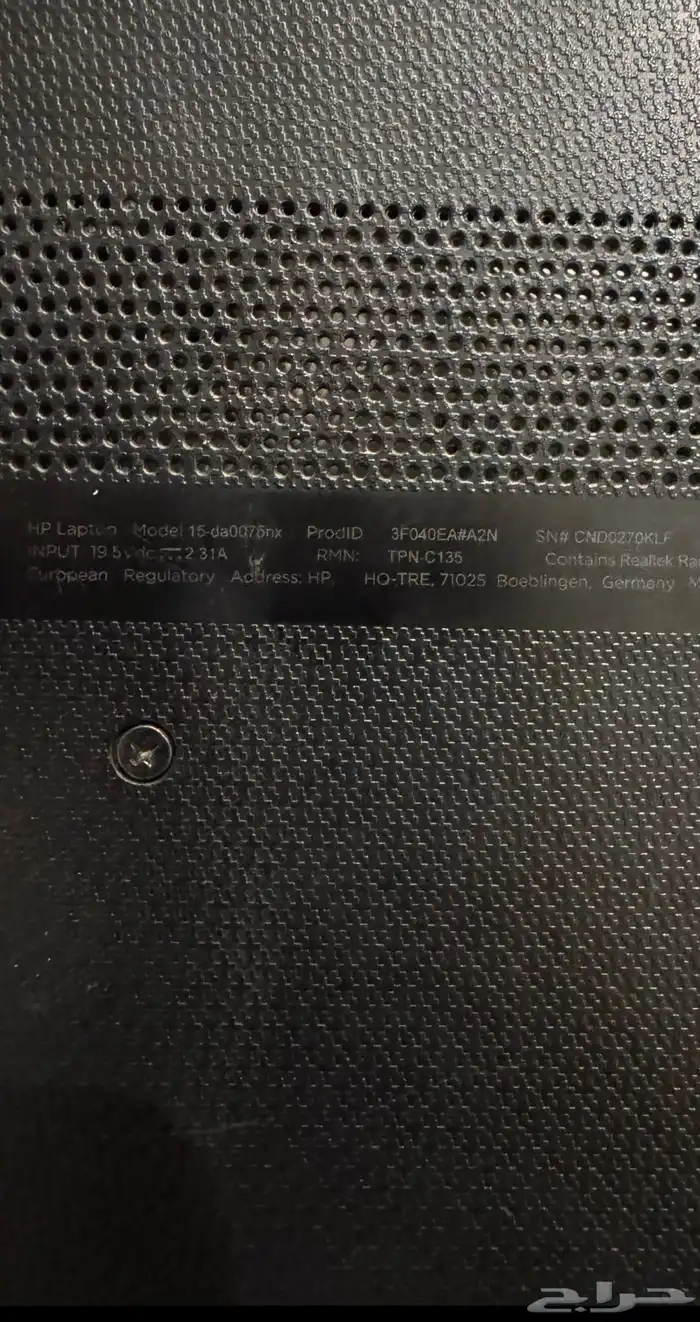 HP Laptop Model 15-da0075nx ProdID 3F040EA#A2N SN# CND0270KLF
INPUT 19.5Vdc 2.31A RMN: TPN-C135 Contains Realtek
European Regulatory Address: HP, HQ-TRE, 71025 Boeblingen, Germany
حراج